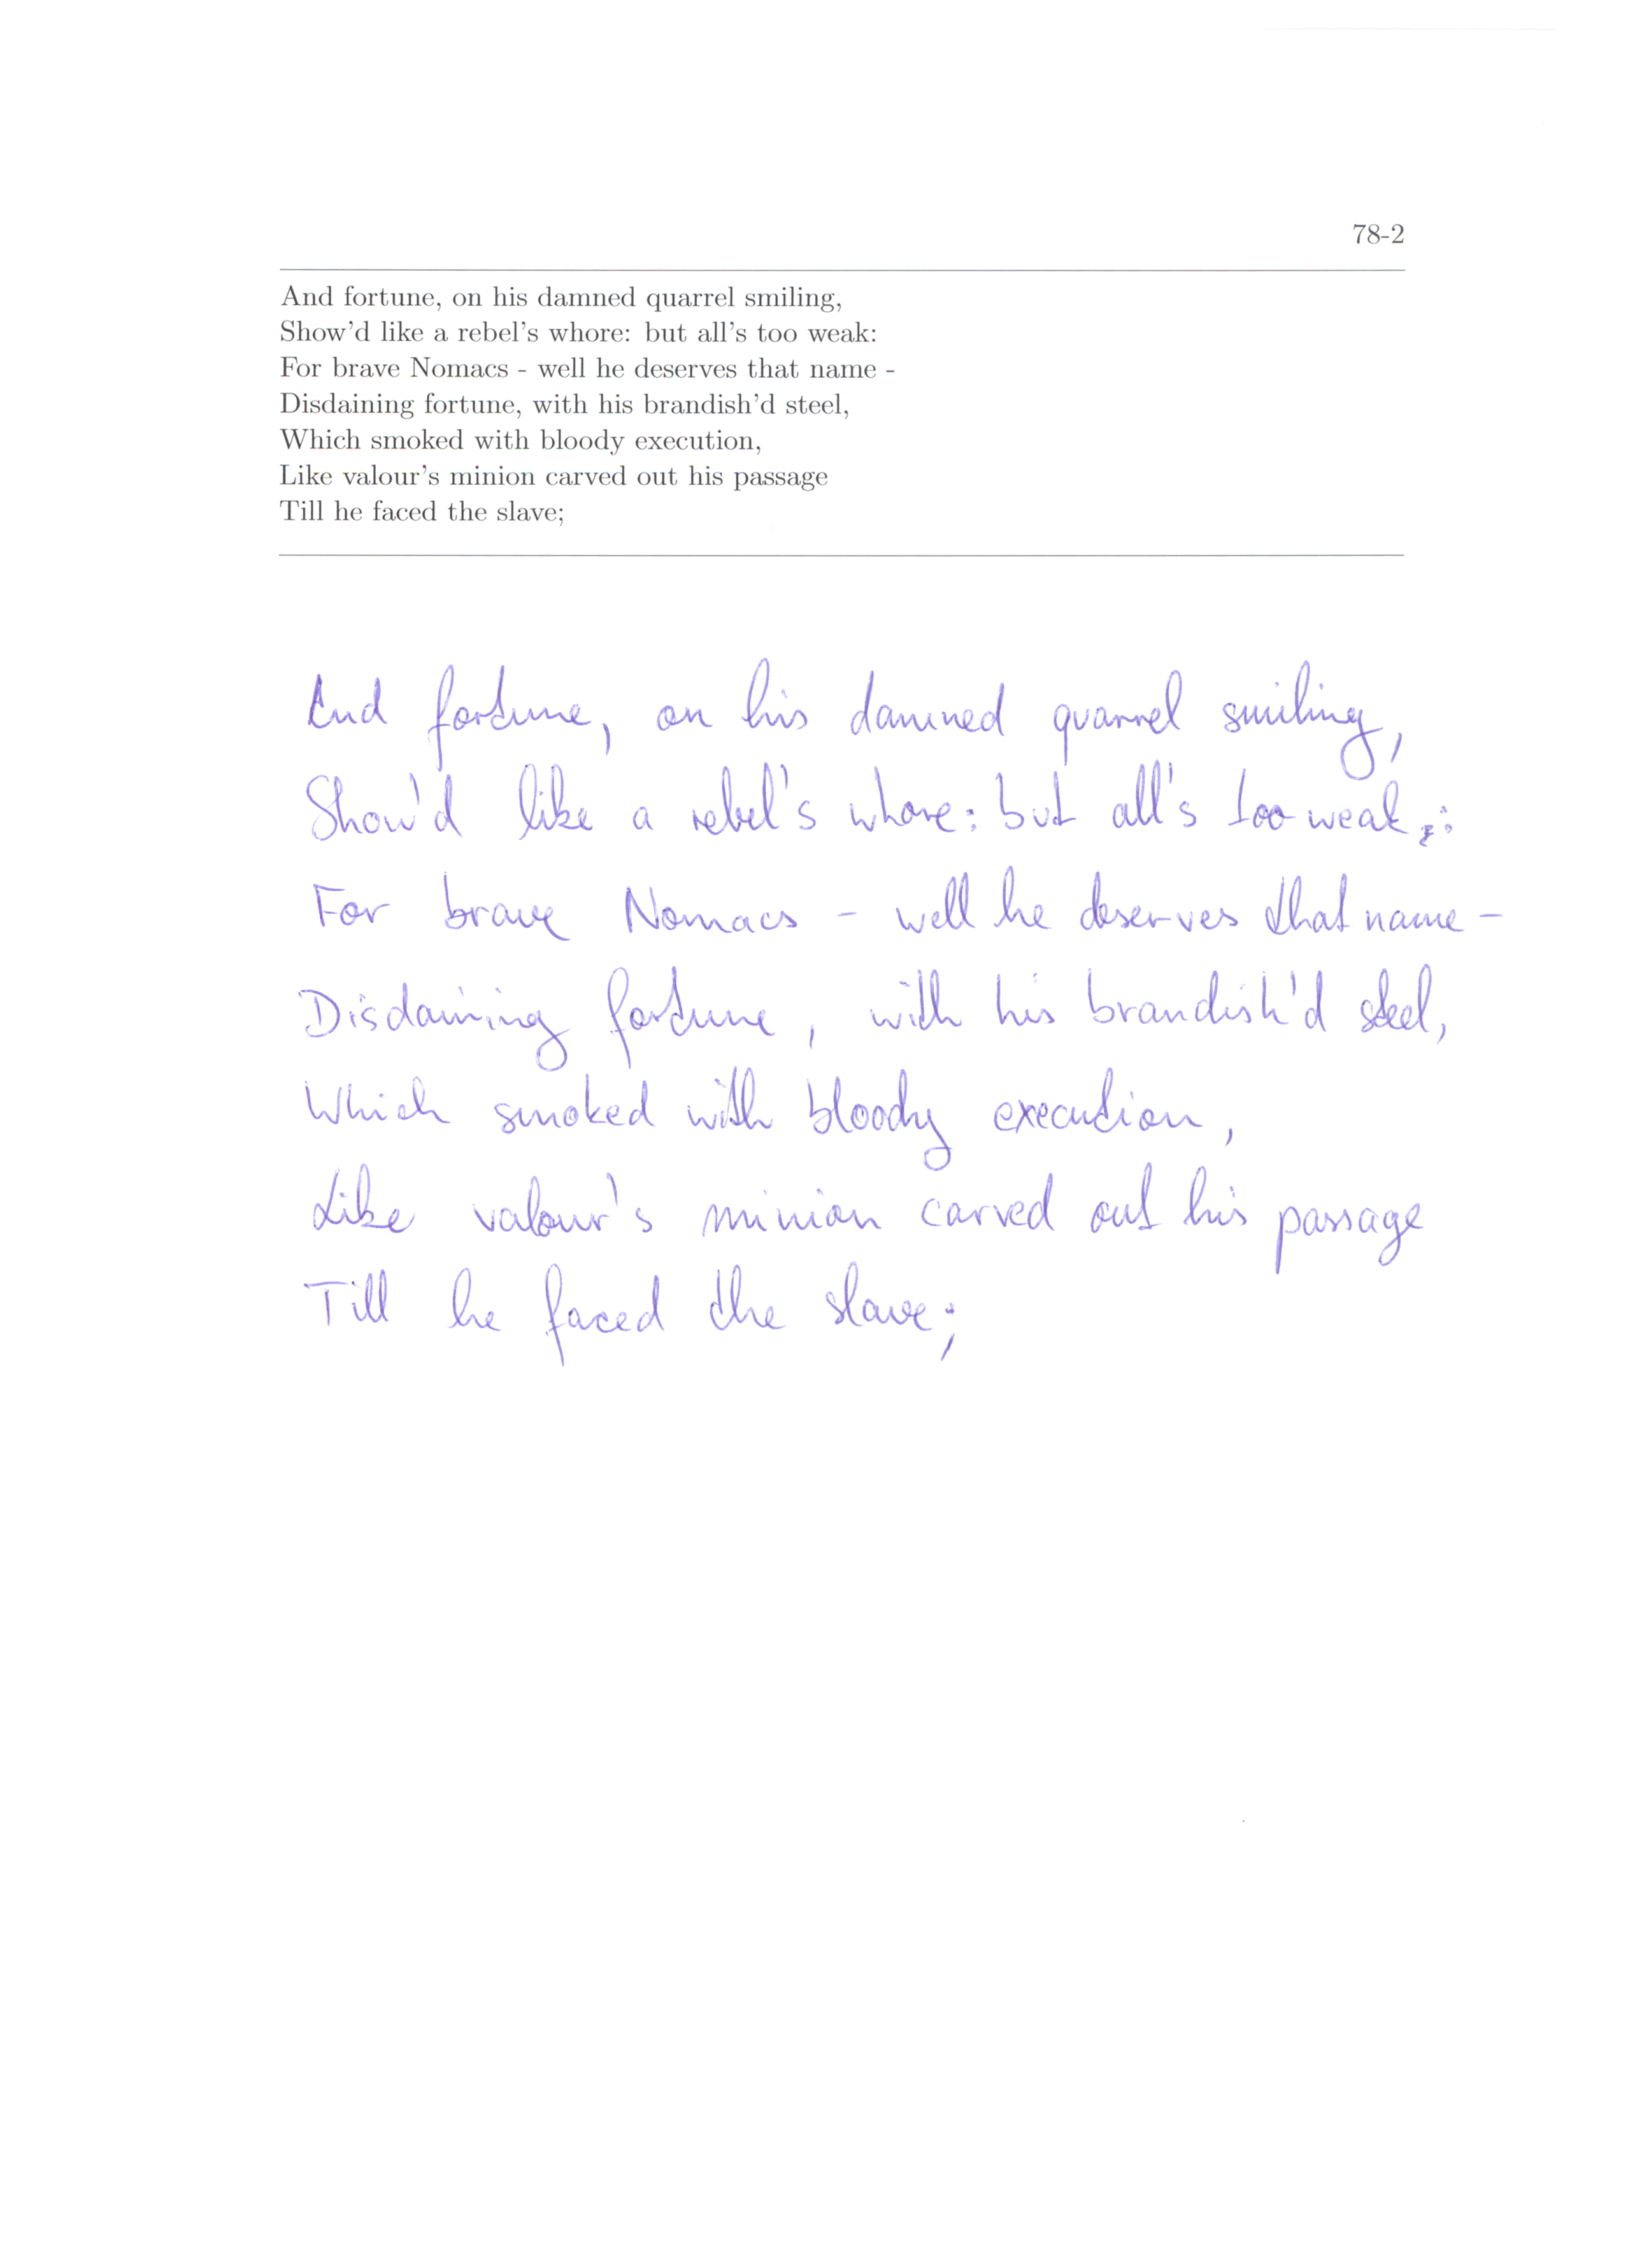 78-2
And fortune, on his damned quarrel smiling,
Show'd like a rebel's whore: but all's too weak:
For brave Nomacs - well he deserves that name -
Disdaining fortune, with his brandish'd steel,
Which smoked with bloody execution,
Like valour's minion carved out his passage
Till he faced the slave;
And fortune, on his damned quarrel smiling,
Show'd like a rebel's whore: but all's too weak:
For brave Nomacs - well he deserves that name -
Disdaining fortune, with his brandish'd steel,
Which smoked with bloody execution,
Like valour's minion carved out his passage
Till he faced the slave;